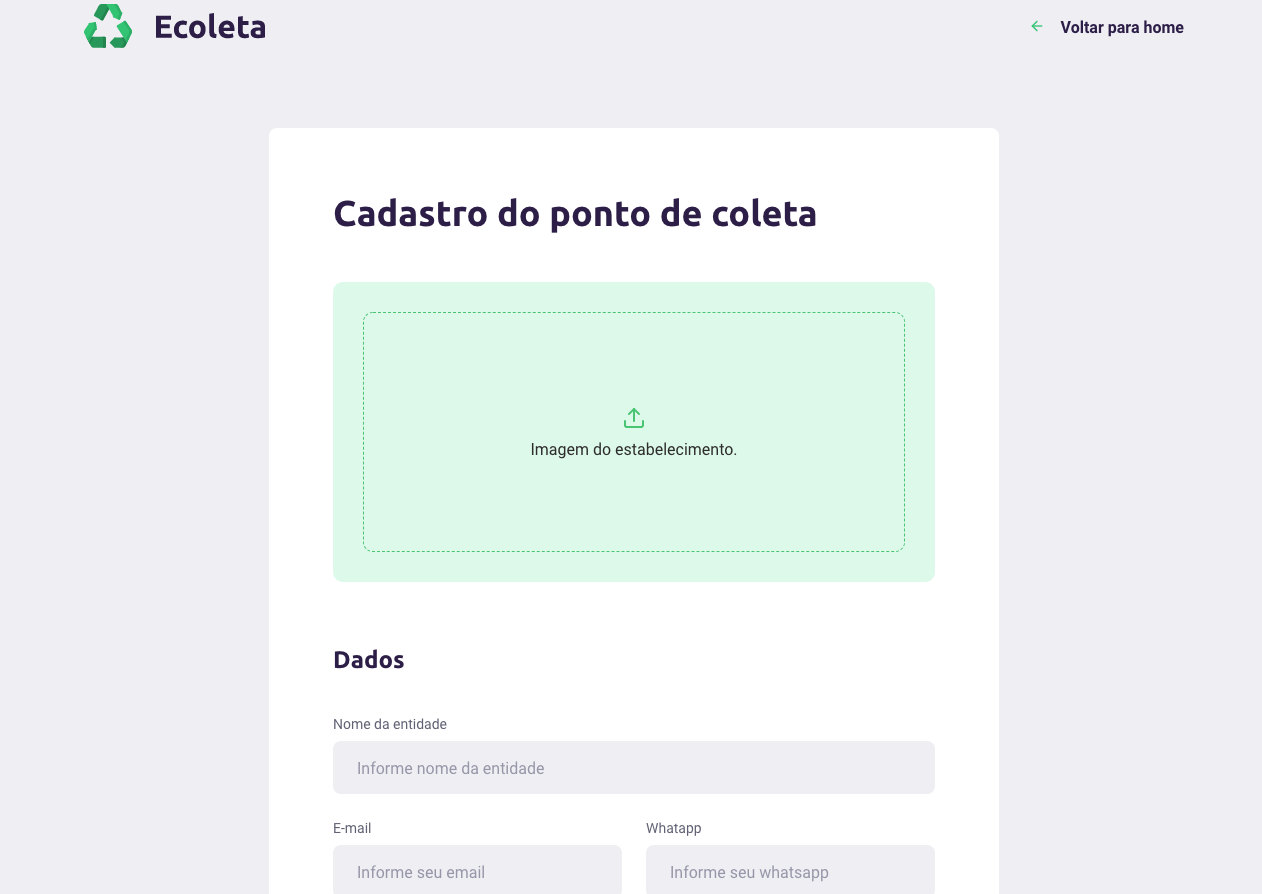 Ecoleta
Voltar para home
Cadastro do ponto de coleta
Imagem do estabelecimento.
Dados
Nome da entidade
Informe nome da entidade
E-mail
Whatapp
Informe seu email
Informe seu whatsapp